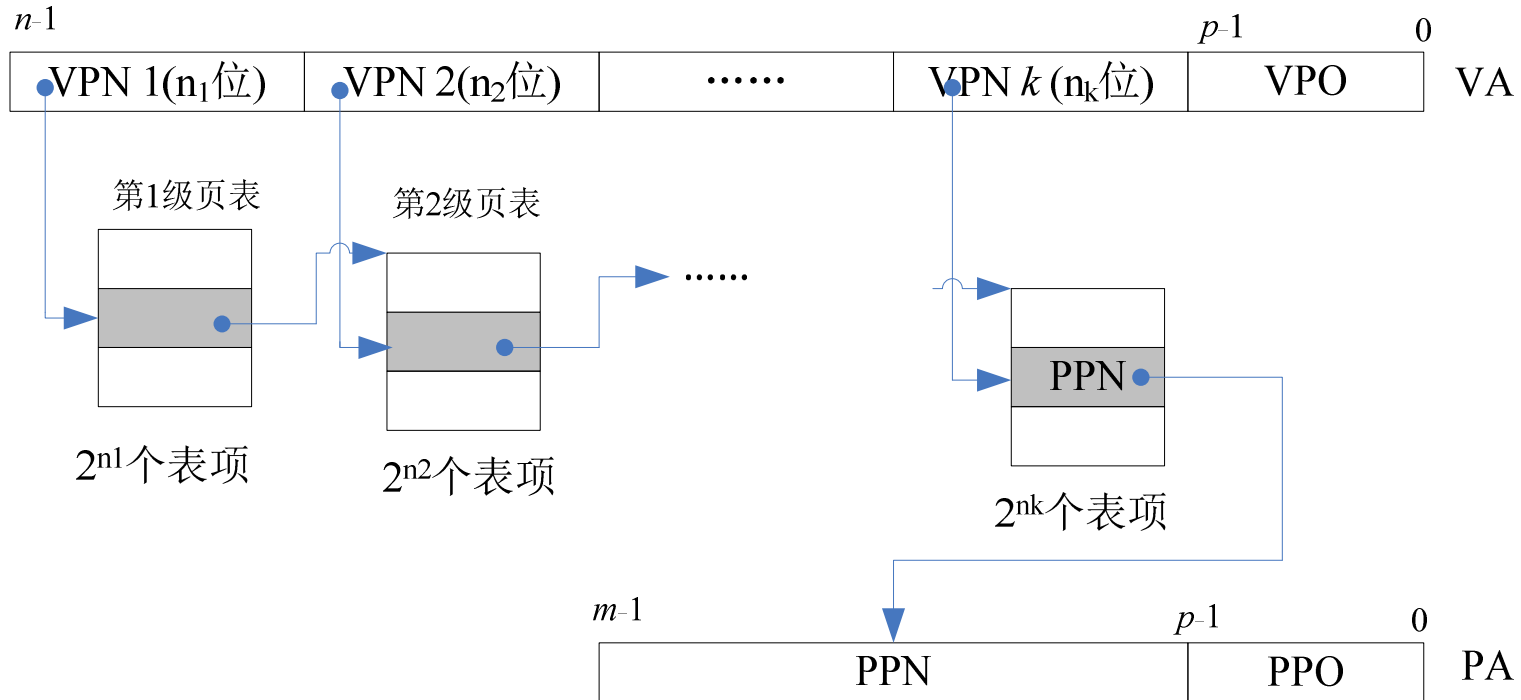 n-1 p-1 0
VPN 1(n₁位) VPN 2(n₂位) …… VPN k (nₖ位) VPO VA
第1级页表 第2级页表
……
PPN
2ⁿ¹个表项 2ⁿ²个表项 2ⁿᵏ个表项
m-1 p-1 0
PPN PPO PA